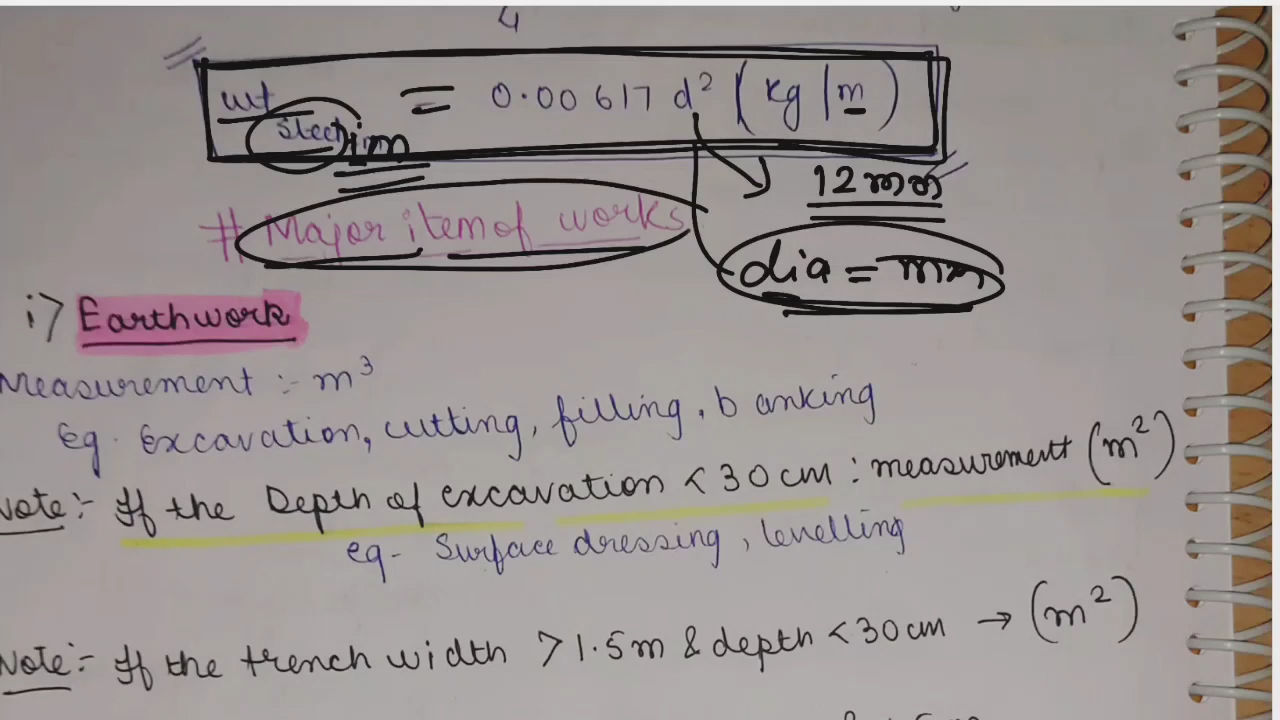 4
wt steel in m = 0.00617 d² (kg/m)
12 mm
# Major item of works
dia = mm
i) Earthwork
Measurement :- m³
Eg. Excavation, cutting, filling, banking
Note:- If the Depth of excavation < 30 cm : measurement (m²)
eg- Surface dressing, levelling
Note:- If the trench width > 1.5m & depth < 30cm → (m²)